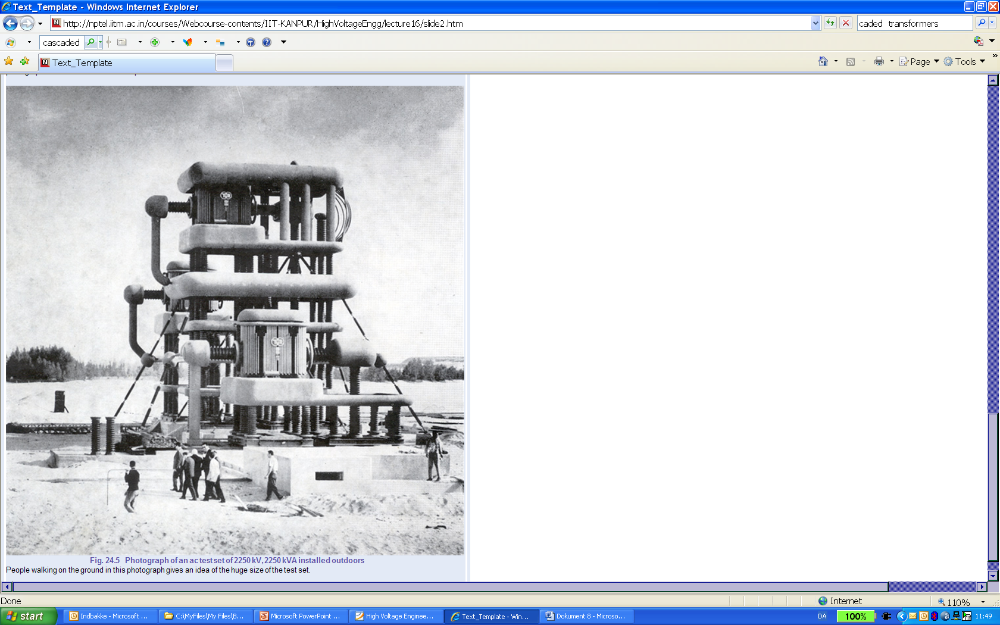 Text_Template - Windows Internet Explorer
http://nptel.iitm.ac.in/courses/Webcourse-contents/IIT-KANPUR/HighVoltageEngg/lecture16/slide2.htm
caded transformers
cascaded
Text_Template
Page
Tools
Fig. 24.5 Photograph of an ac test set of 2250 kV, 2250 kVA installed outdoors
People walking on the ground in this photograph gives an idea of the huge size of the test set.
Done
Internet
110%
start
Indbakke - Microsoft ...
C:\MyFiles\My Files\B...
Microsoft PowerPoint ...
High Voltage Enginee...
Text_Template - Win...
Dokument 8 - Microso...
DA
100%
11:49